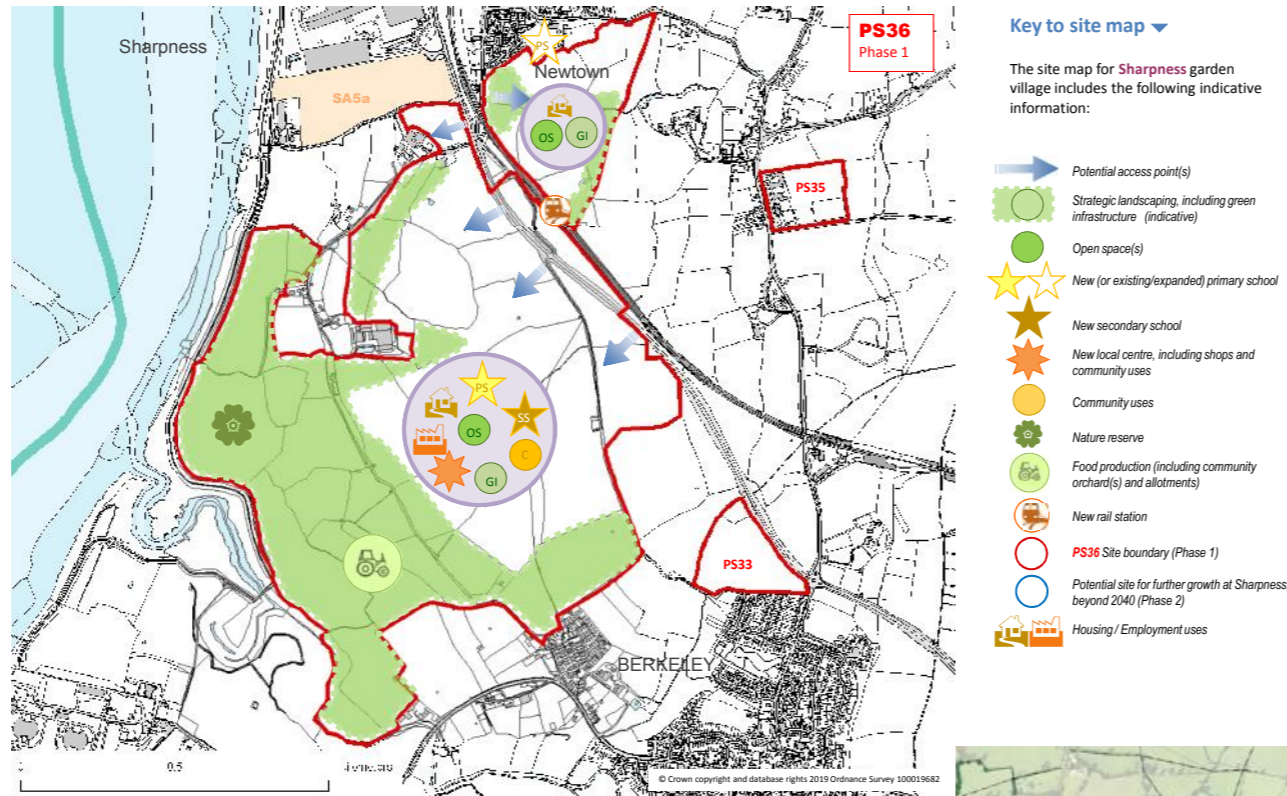 Sharpness
PS
PS36
Phase 1
Newtown
SA5a
OS
GI
PS35
PS
SS
OS
C
GI
PS33
BERKELEY
0.5
© Crown copyright and database rights 2019 Ordnance Survey 100019682
Key to site map
The site map for Sharpness garden
village includes the following indicative
information:
Potential access point(s)
Strategic landscaping, including green
infrastructure (indicative)
Open space(s)
New (or existing/expanded) primary school
New secondary school
New local centre, including shops and
community uses
Community uses
Nature reserve
Food production (including community
orchard(s) and allotments)
New rail station
PS36 Site boundary (Phase 1)
Potential site for further growth at Sharpness
beyond 2040 (Phase 2)
Housing / Employment uses